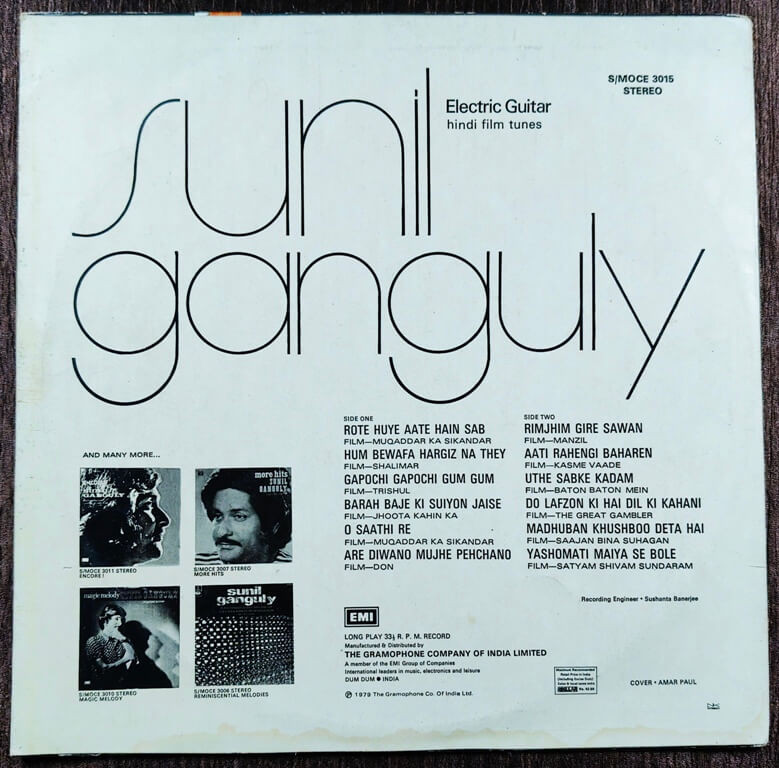 sunil
ganguly
Electric Guitar
hindi film tunes
S/MOCE 3015
STEREO
SIDE ONE
ROTE HUYE AATE HAIN SAB
FILM—MUQADDAR KA SIKANDAR
HUM BEWAFA HARGIZ NA THEY
FILM—SHALIMAR
GAPOCHI GAPOCHI GUM GUM
FILM—TRISHUL
BARAH BAJE KI SUIYON JAISE
FILM—JHOOTA KAHIN KA
O SAATHI RE
FILM—MUQADDAR KA SIKANDAR
ARE DIWANO MUJHE PEHCHANO
FILM—DON
SIDE TWO
RIMJHIM GIRE SAWAN
FILM—MANZIL
AATI RAHENGI BAHAREN
FILM—KASME VAADE
UTHE SABKE KADAM
FILM—BATON BATON MEIN
DO LAFZON KI HAI DIL KI KAHANI
FILM—THE GREAT GAMBLER
MADHUBAN KHUSHBOO DETA HAI
FILM—SAAJAN BINA SUHAGAN
YASHOMATI MAIYA SE BOLE
FILM—SATYAM SHIVAM SUNDARAM
Recording Engineer • Sushanta Banerjee
AND MANY MORE...
encore
GANGULY
S/MOCE 3011 STEREO
ENCORE!
more hits
SUNIL
GANGULY
S/MOCE 3007 STEREO
MORE HITS
magic melody
S/MOCE 3010 STEREO
MAGIC MELODY
sunil
ganguly
S/MOCE 3006 STEREO
REMINISCENTIAL MELODIES
EMI
LONG PLAY 33⅓ R. P. M. RECORD
Manufactured & Distributed by
THE GRAMOPHONE COMPANY OF INDIA LIMITED
A member of the EMI Group of Companies
International leaders in music, electronics and leisure
DUM DUM ● INDIA
℗ 1979 The Gramophone Co. Of India Ltd.
Maximum Recommended
Retail Price in India
COVER • AMAR PAUL